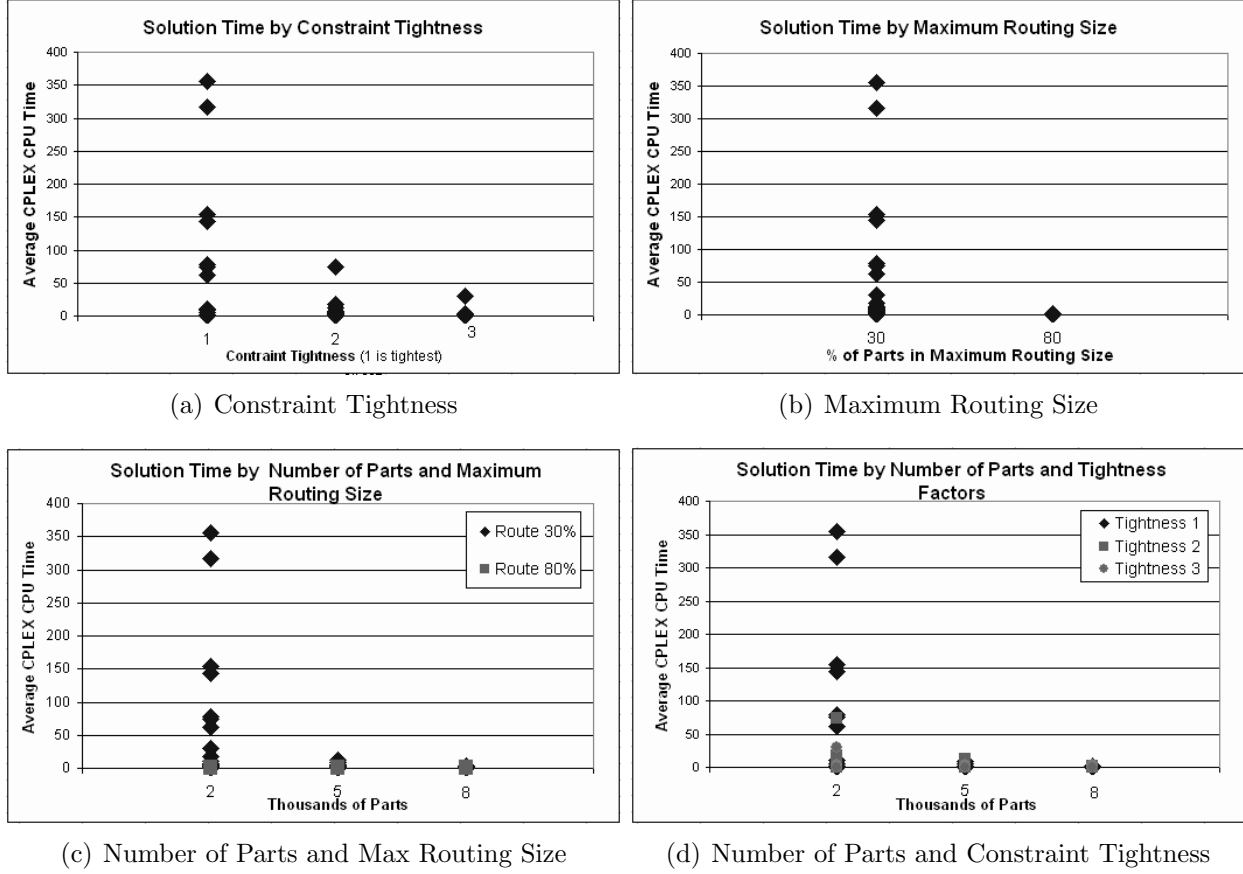 Solution Time by Constraint Tightness
Average CPLEX CPU Time
400
350
300
250
200
150
100
50
0
1
2
3
Contraint Tightness (1 is tightest)
(a) Constraint Tightness
Solution Time by Maximum Routing Size
Average CPLEX CPU Time
400
350
300
250
200
150
100
50
0
30
80
% of Parts in Maximum Routing Size
(b) Maximum Routing Size
Solution Time by Number of Parts and Maximum
Routing Size
Average CPLEX CPU Time
400
350
300
250
200
150
100
50
0
Route 30%
Route 80%
2
5
8
Thousands of Parts
(c) Number of Parts and Max Routing Size
Solution Time by Number of Parts and Tightness
Factors
Average CPLEX CPU Time
400
350
300
250
200
150
100
50
0
Tightness 1
Tightness 2
Tightness 3
2
5
8
Thousands of Parts
(d) Number of Parts and Constraint Tightness